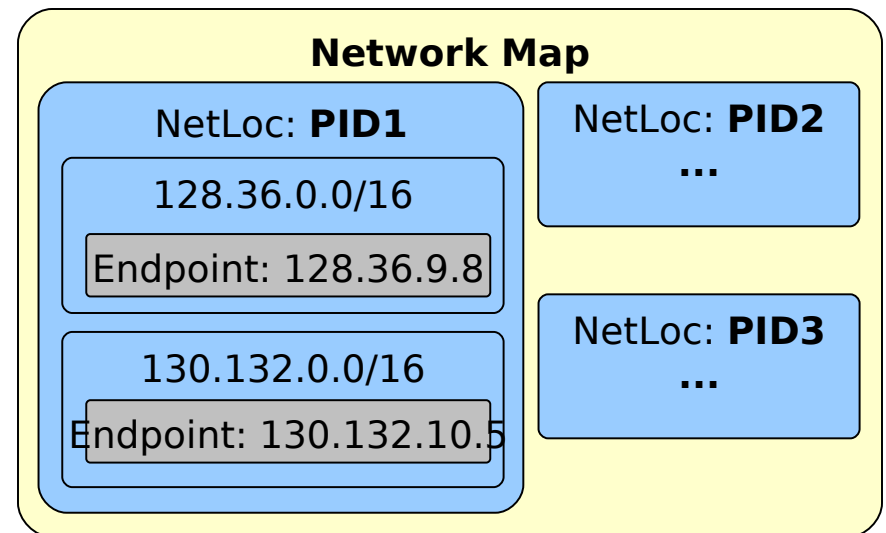 Network Map
NetLoc: PID1
128.36.0.0/16
Endpoint: 128.36.9.8
130.132.0.0/16
Endpoint: 130.132.10.5
NetLoc: PID2
...
NetLoc: PID3
...